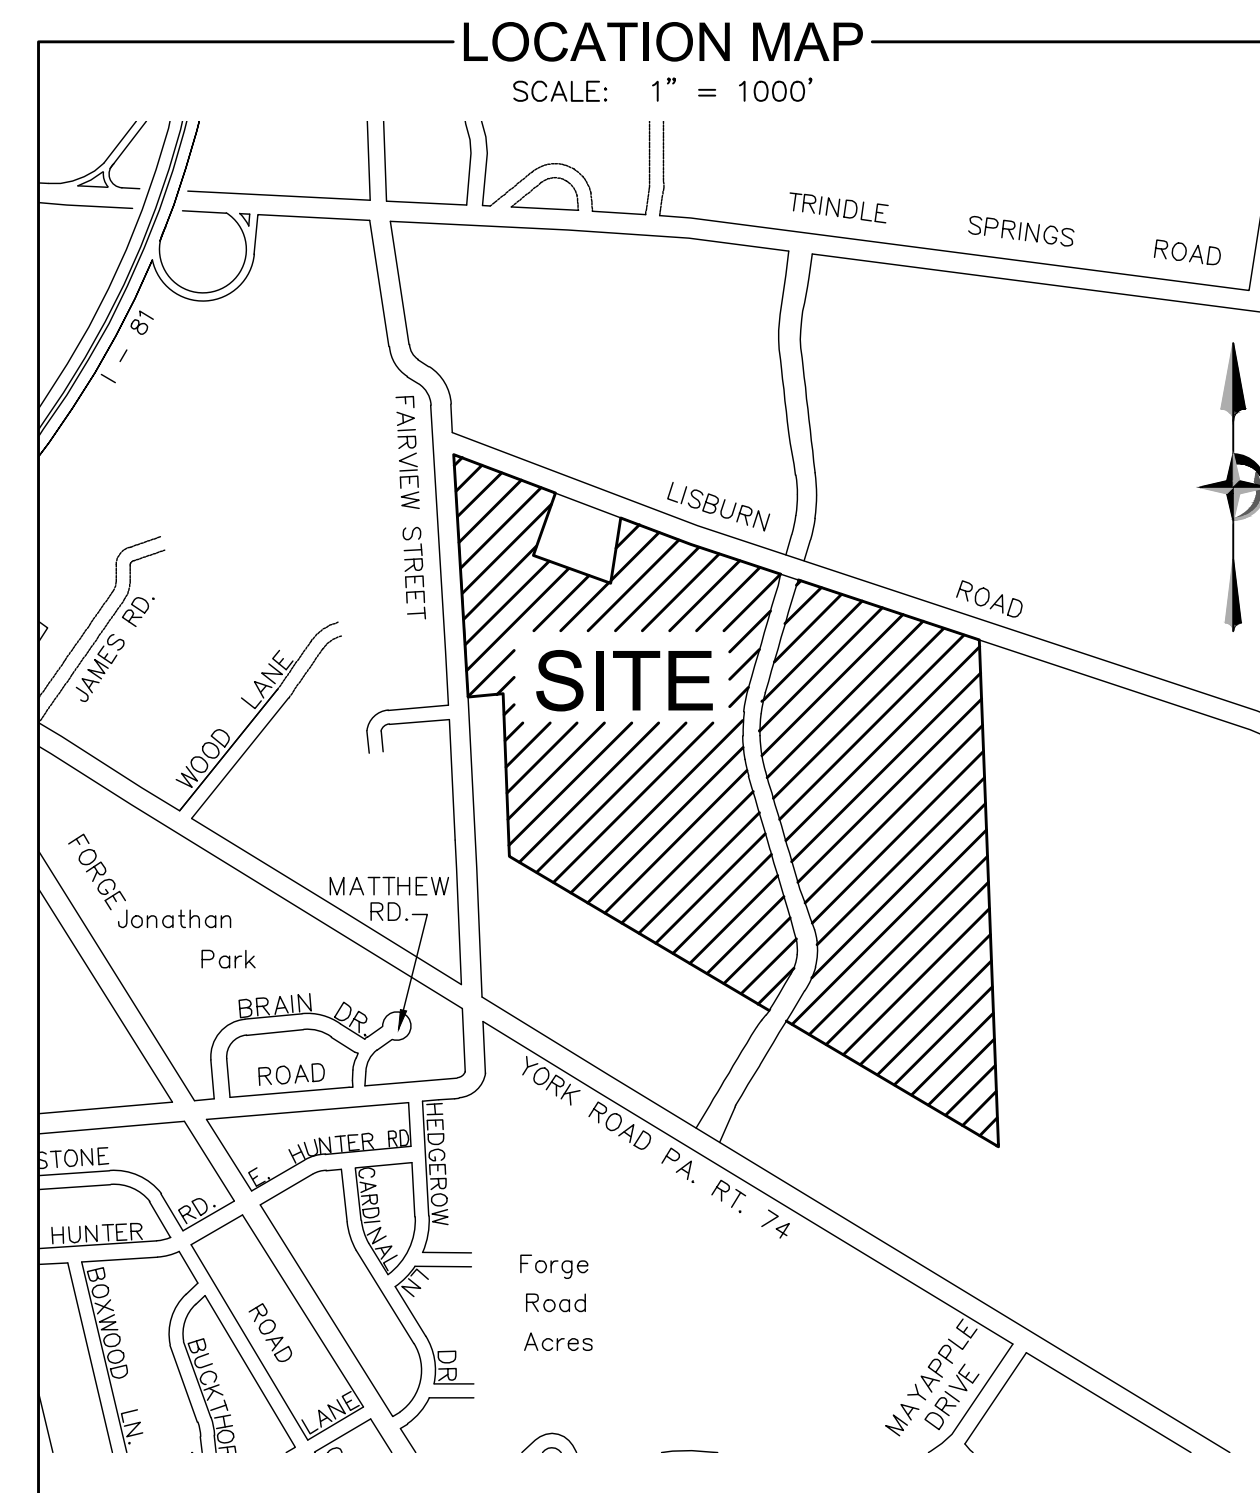 LOCATION MAP
SCALE: 1" = 1000'
TRINDLE SPRINGS ROAD
I - 81
FAIRVIEW STREET
LISBURN ROAD
JAMES RD.
WOOD LANE
SITE
FORGE
Jonathan
Park
MATTHEW
RD.
BRAIN DR.
ROAD
YORK ROAD PA. RT. 74
STONE
E. HUNTER RD
HEDGEROW
CARDINAL LN
HUNTER RD.
BOXWOOD LN.
ROAD
DR
Forge
Road
Acres
LANE
MAYAPPLE
DRIVE